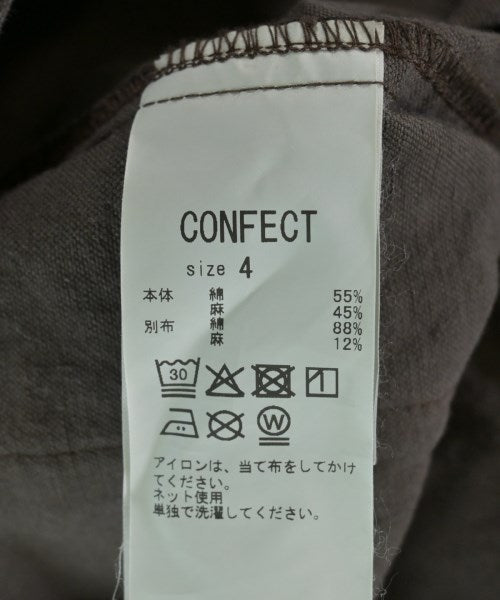 CONFECT
size 4
本体 綿 55%
麻 45%
別布 綿 88%
麻 12%
30
W
アイロンは、当て布をしてかけ
てください。
ネット使用
単独で洗濯してください。